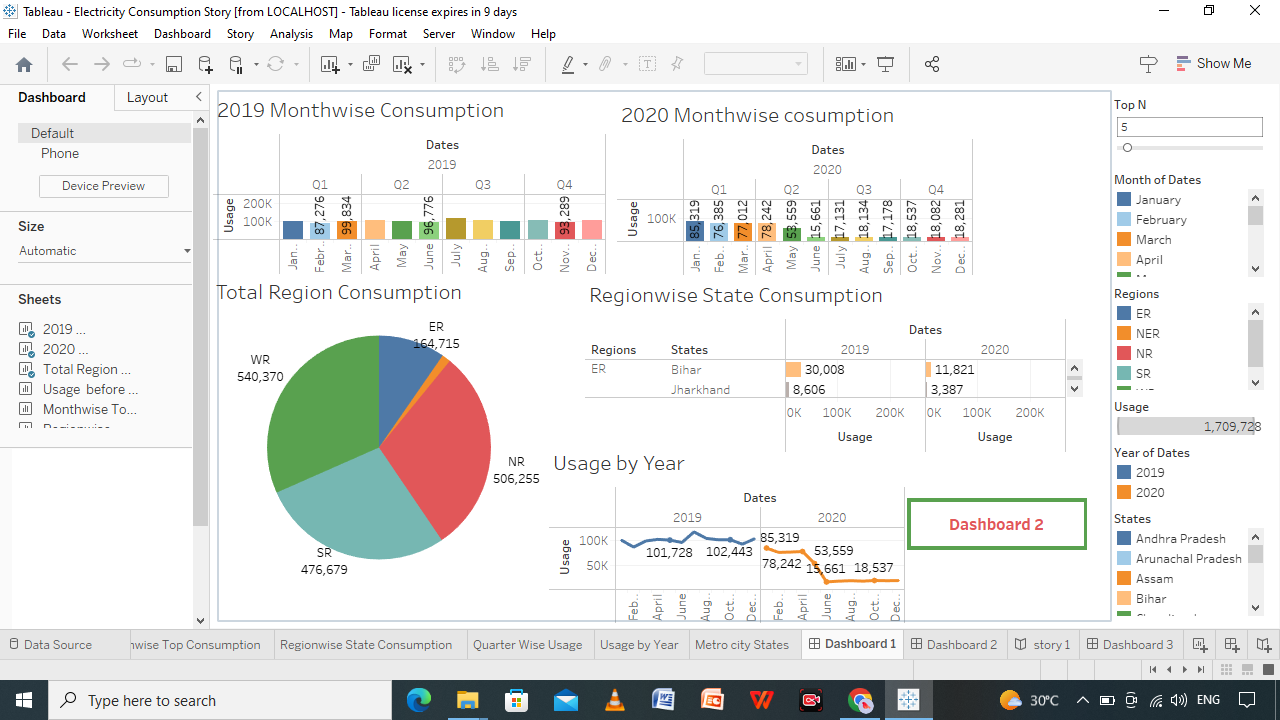 Tableau - Electricity Consumption Story [from LOCALHOST] - Tableau license expires in 9 days
File Data Worksheet Dashboard Story Analysis Map Format Server Window Help
Show Me
Dashboard Layout
Default
Phone
Device Preview
Size
Automatic
Sheets
2019 ...
2020 ...
Total Region ...
Usage before ...
Monthwise To...
2019 Monthwise Consumption
Dates
2019
Q1 Q2 Q3 Q4
Usage
200K
100K
87,276 99,834 96,776 93,289
Jan.. Febr.. Mar.. April May June July Aug.. Sep.. Oct.. Nov.. Dec..
2020 Monthwise cosumption
Dates
2020
Q1 Q2 Q3 Q4
Usage
100K
85,319 76,385 77,012 78,242 53,559 15,661 17,131 18,134 17,178 18,537 18,082 18,281
Jan.. Feb.. Mar.. April May June July Aug.. Sep.. Oct.. Nov.. Dec..
Total Region Consumption
ER
164,715
WR
540,370
NR
506,255
SR
476,679
Regionwise State Consumption
Dates
Regions States 2019 2020
ER Bihar 30,008 11,821
Jharkhand 8,606 3,387
0K 100K 200K 0K 100K 200K
Usage Usage
Usage by Year
Dates
2019 2020
Usage
100K
50K
101,728 102,443
85,319
78,242
53,559
15,661
18,537
Feb.. April June Aug.. Oct.. Dec.. Feb.. April June Aug.. Oct.. Dec..
Dashboard 2
Top N
5
Month of Dates
January
February
March
April
Regions
ER
NER
NR
SR
Usage
1,709,728
Year of Dates
2019
2020
States
Andhra Pradesh
Arunachal Pradesh
Assam
Bihar
Data Source wise Top Consumption Regionwise State Consumption Quarter Wise Usage Usage by Year Metro city States Dashboard 1 Dashboard 2 story 1 Dashboard 3
Type here to search
30°C ENG